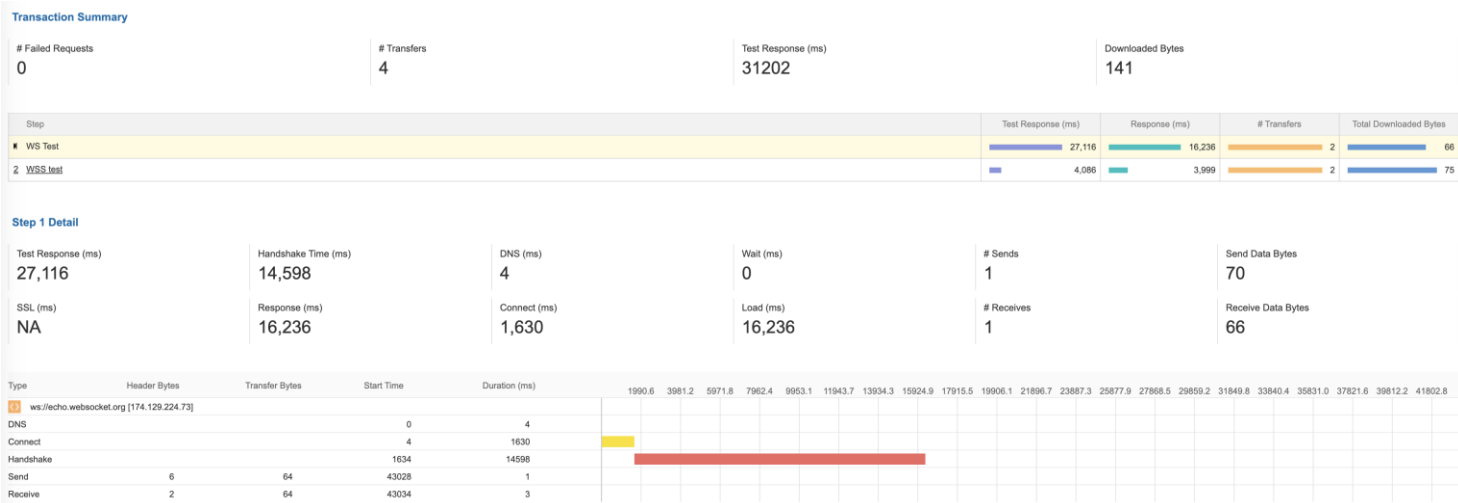 Transaction Summary
# Failed Requests # Transfers Test Response (ms) Downloaded Bytes
0 4 31202 141
Step Test Response (ms) Response (ms) # Transfers Total Downloaded Bytes
WS Test 27,116 16,236 2 66
2 WSS test 4,086 3,999 2 75
Step 1 Detail
Test Response (ms) Handshake Time (ms) DNS (ms) Wait (ms) # Sends Send Data Bytes
27,116 14,598 4 0 1 70
SSL (ms) Response (ms) Connect (ms) Load (ms) # Receives Receive Data Bytes
NA 16,236 1,630 16,236 1 66
Type Header Bytes Transfer Bytes Start Time Duration (ms) 1990.6 3981.2 5971.8 7962.4 9953.1 11943.7 13934.3 15924.9 17915.5 19906.1 21896.7 23887.3 25877.9 27868.5 29859.2 31849.8 33840.4 35831.0 37821.6 39812.2 41802.8
ws://echo.websocket.org [174.129.224.73]
DNS 0 4
Connect 4 1630
Handshake 1634 14598
Send 6 64 43028 1
Receive 2 64 43034 3